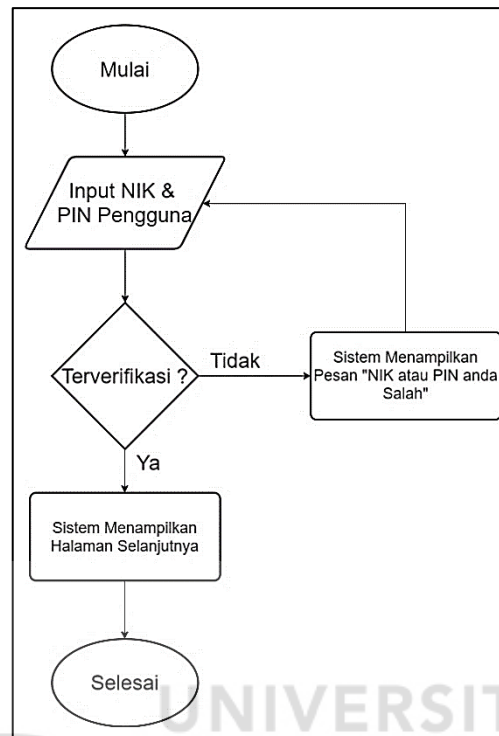 Mulai
Input NIK &
PIN Pengguna
Terverifikasi ?
Tidak
Sistem Menampilkan
Pesan "NIK atau PIN anda
Salah"
Ya
Sistem Menampilkan
Halaman Selanjutnya
Selesai
UNIVERSIT